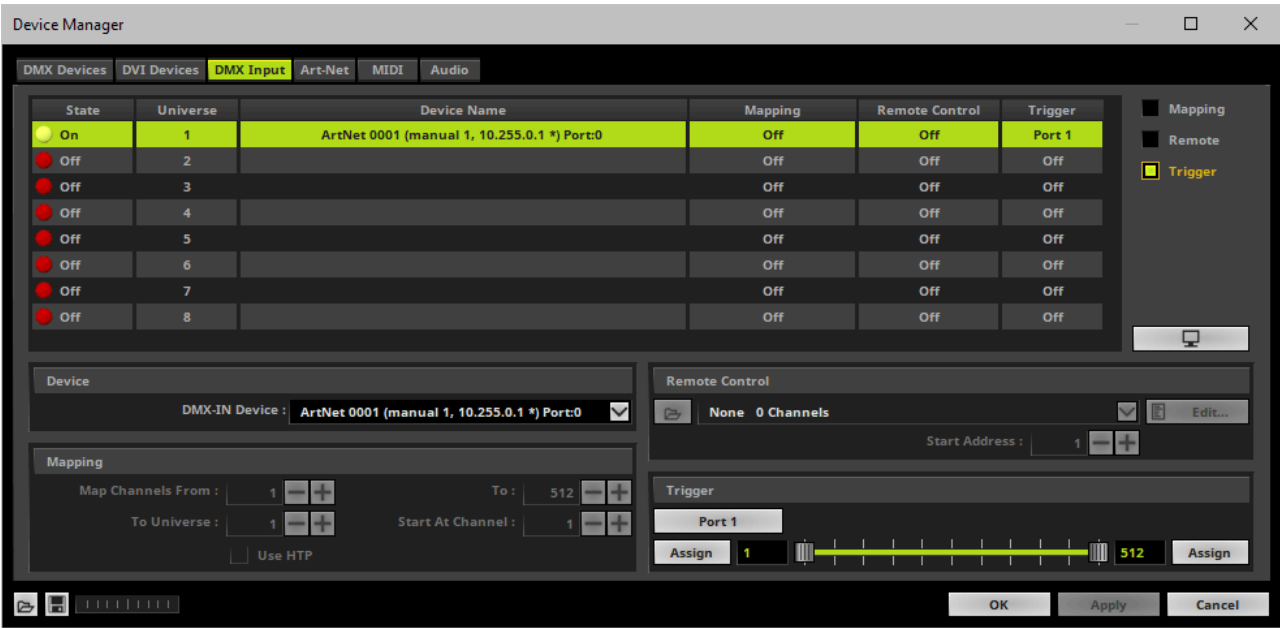 Device Manager
DMX Devices DVI Devices DMX Input Art-Net MIDI Audio
State Universe Device Name Mapping Remote Control Trigger
On 1 ArtNet 0001 (manual 1, 10.255.0.1 *) Port:0 Off Off Port 1
Off 2 Off Off Off
Off 3 Off Off Off
Off 4 Off Off Off
Off 5 Off Off Off
Off 6 Off Off Off
Off 7 Off Off Off
Off 8 Off Off Off
Mapping
Remote
Trigger
Device
DMX-IN Device : ArtNet 0001 (manual 1, 10.255.0.1 *) Port:0
Mapping
Map Channels From : 1 To : 512
To Universe : 1 Start At Channel : 1
Use HTP
Remote Control
None 0 Channels Edit...
Start Address : 1
Trigger
Port 1
Assign 1 512 Assign
OK Apply Cancel